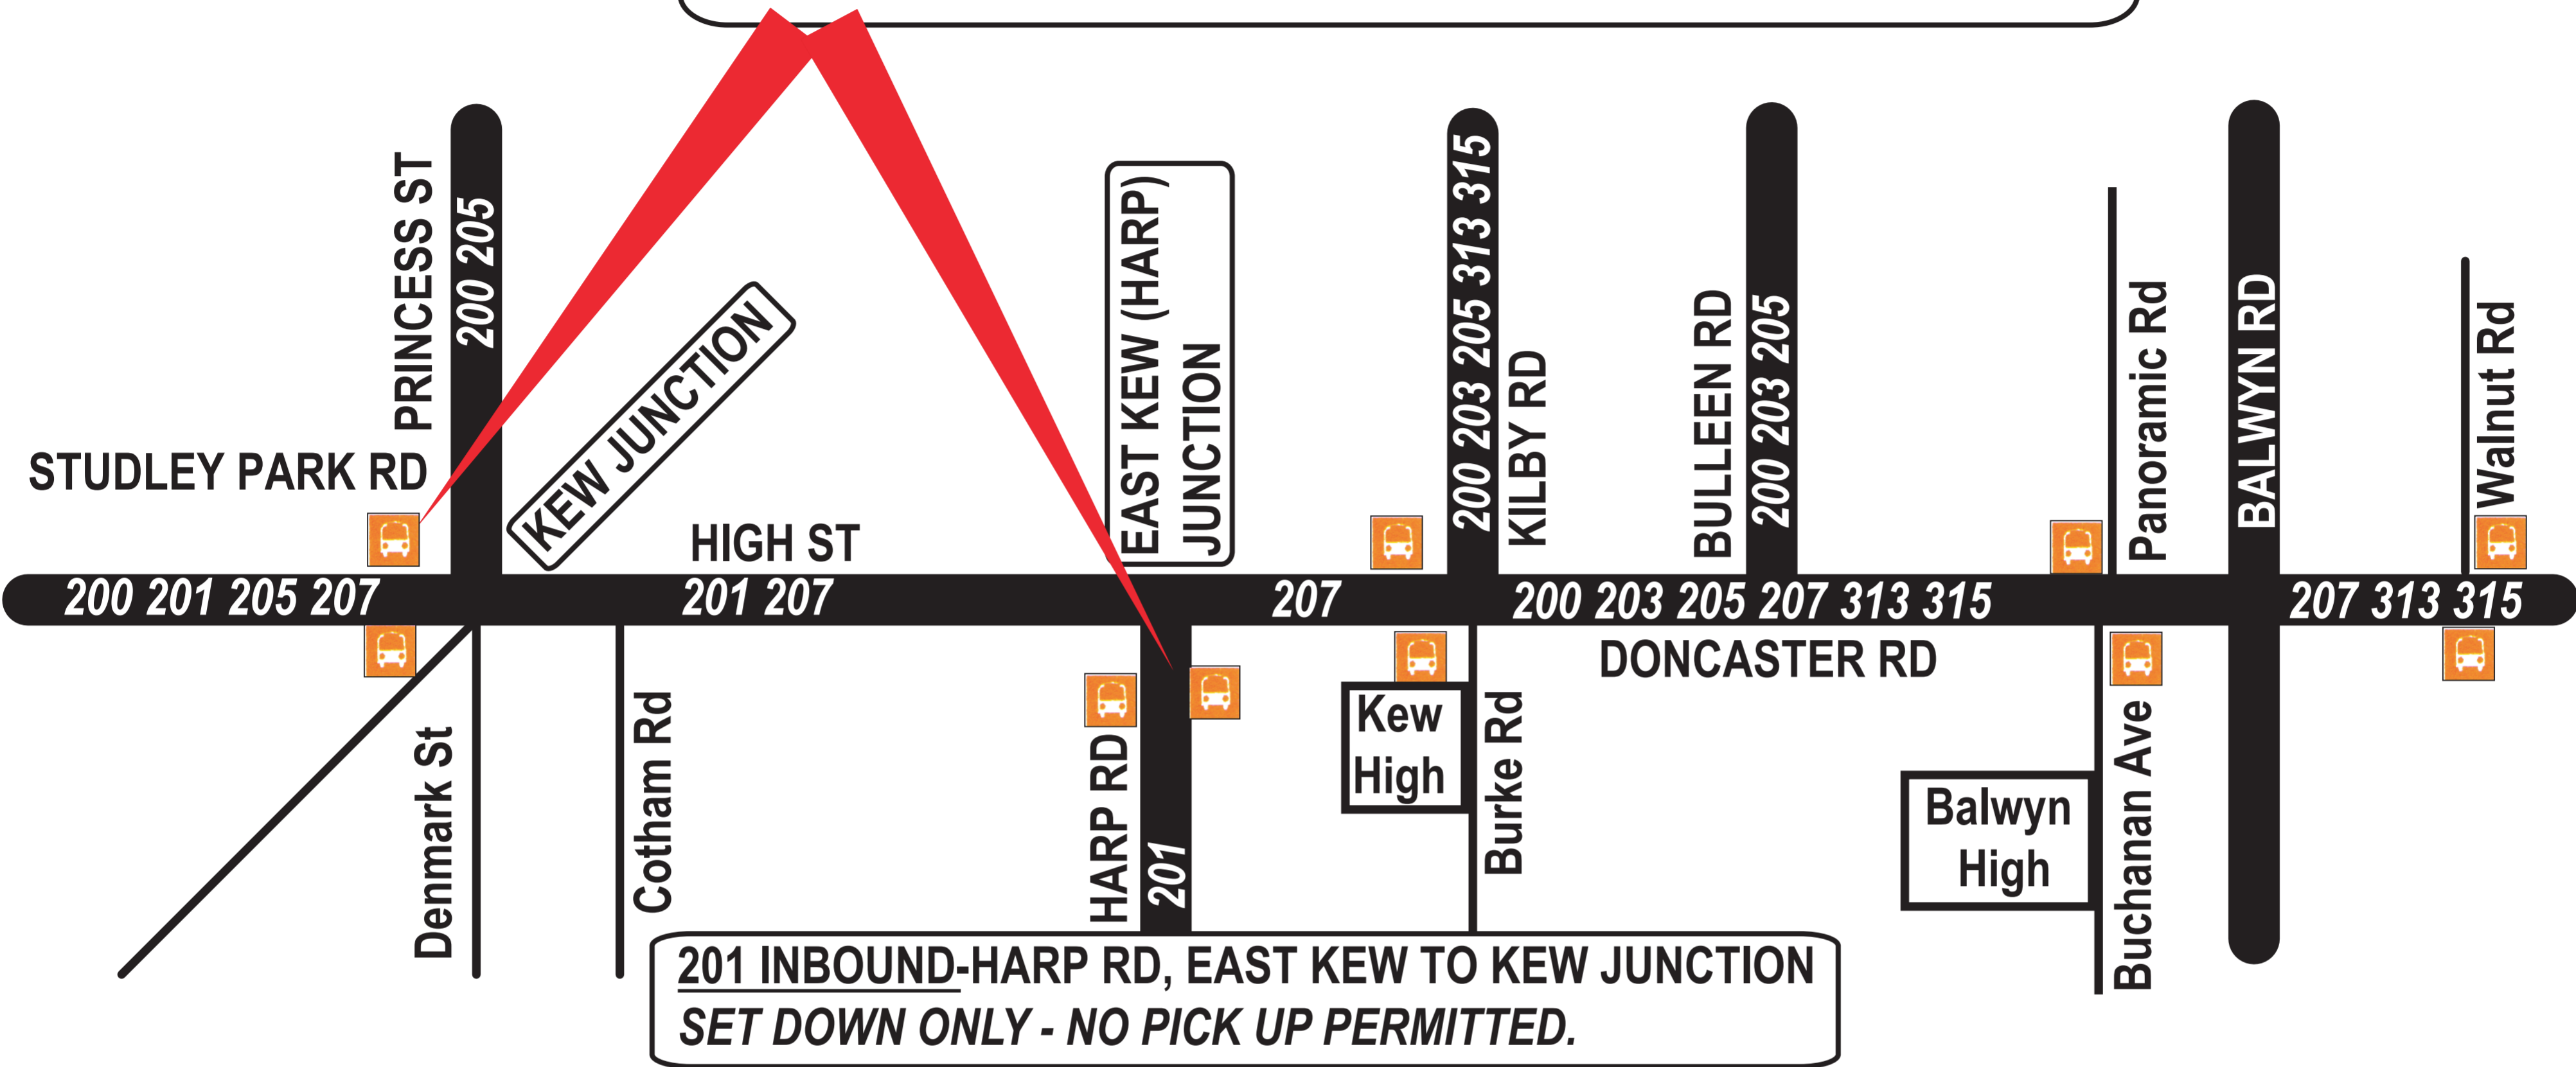 PRINCESS ST
200 205
STUDLEY PARK RD
KEW JUNCTION
HIGH ST
EAST KEW (HARP)
JUNCTION
200 203 205 313 315
KILBY RD
BULLEEN RD
200 203 205
Panoramic Rd
BALWYN RD
Walnut Rd
200 201 205 207
201 207
207
200 203 205 207 313 315
207 313 315
DONCASTER RD
Denmark St
Cotham Rd
HARP RD
201
Kew
High
Burke Rd
Balwyn
High
Buchanan Ave
201 INBOUND-HARP RD, EAST KEW TO KEW JUNCTION
SET DOWN ONLY - NO PICK UP PERMITTED.